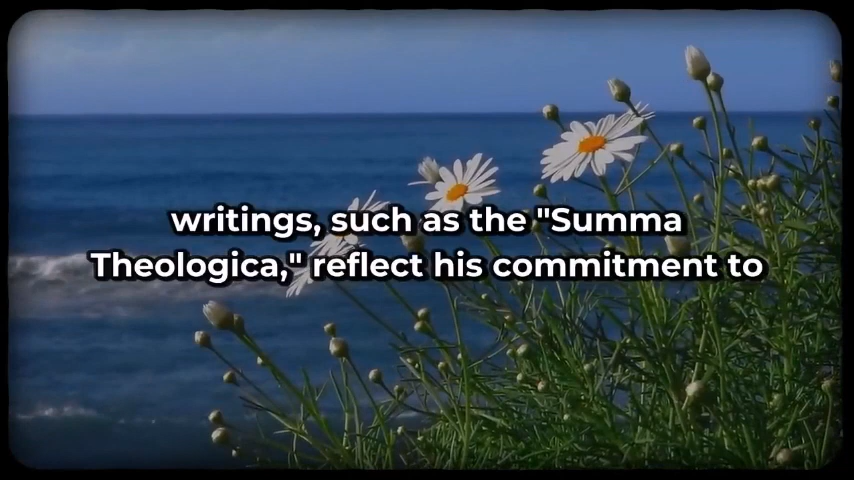 writings, such as the "Summa
Theologica," reflect his commitment to